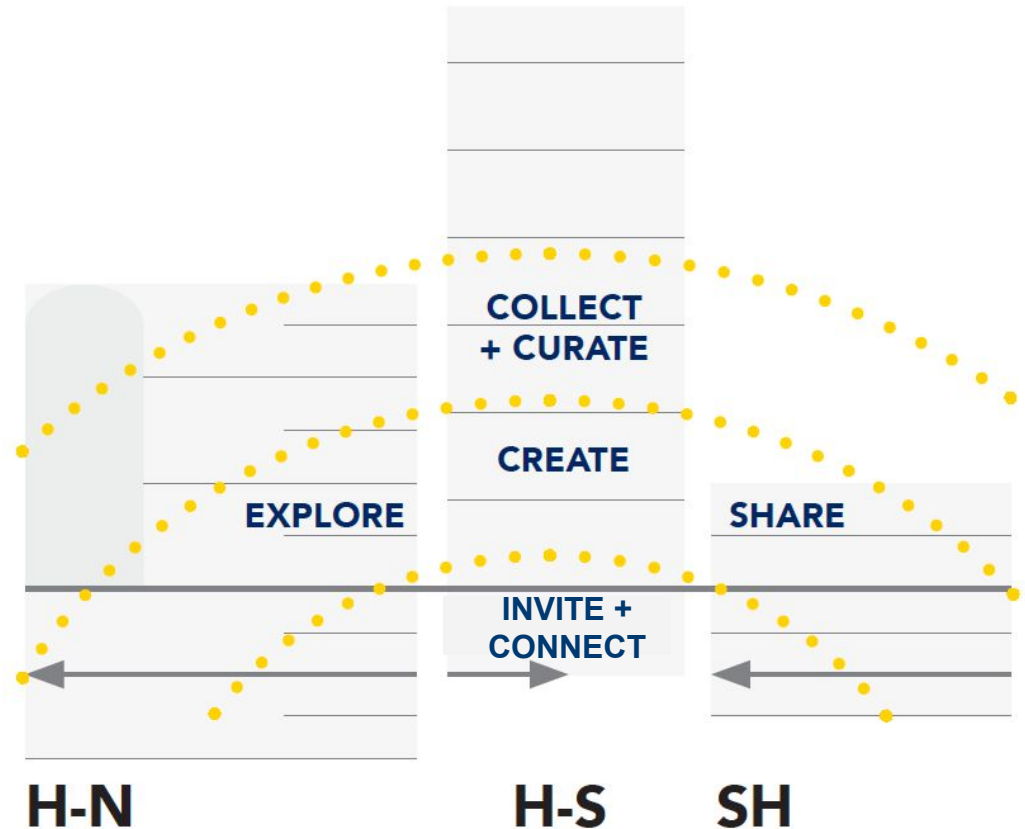 COLLECT
+ CURATE
CREATE
EXPLORE
SHARE
INVITE +
CONNECT
H-N
H-S
SH